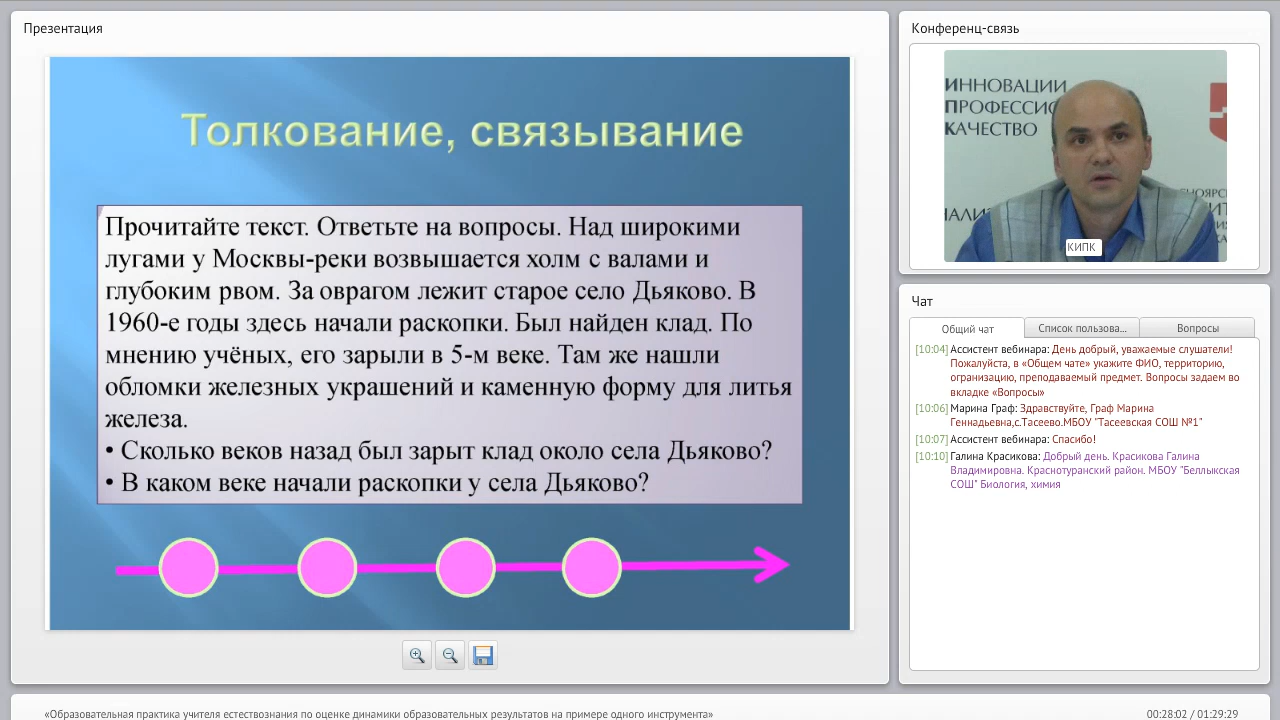 Презентация
Толкование, связывание
Прочитайте текст. Ответьте на вопросы. Над широкими
лугами у Москвы-реки возвышается холм с валами и
глубоким рвом. За оврагом лежит старое село Дьяково. В
1960-е годы здесь начали раскопки. Был найден клад. По
мнению учёных, его зарыли в 5-м веке. Там же нашли
обломки железных украшений и каменную форму для литья
железа.
• Сколько веков назад был зарыт клад около села Дьяково?
• В каком веке начали раскопки у села Дьяково?
Конференц-связь
ИННОВАЦИИ
ПРОФЕССИО
КАЧЕСТВО
КИПК
Чат
Общий чат
Список пользова...
Вопросы
[10:04] Ассистент вебинара: День добрый, уважаемые слушатели!
Пожалуйста, в «Общем чате» укажите ФИО, территорию,
огранизацию, преподаваемый предмет. Вопросы задаем во
вкладке «Вопросы»
[10:06] Марина Граф: Здравствуйте, Граф Марина
Геннадьевна,с.Тасеево.МБОУ "Тасеевская СОШ №1"
[10:07] Ассистент вебинара: Спасибо!
[10:10] Галина Красикова: Добрый день. Красикова Галина
Владимировна. Краснотуранский район. МБОУ "Беллыкская
СОШ" Биология, химия
«Образовательная практика учителя естествознания по оценке динамики образовательных результатов на примере одного инструмента»
00:28:02 / 01:29:29